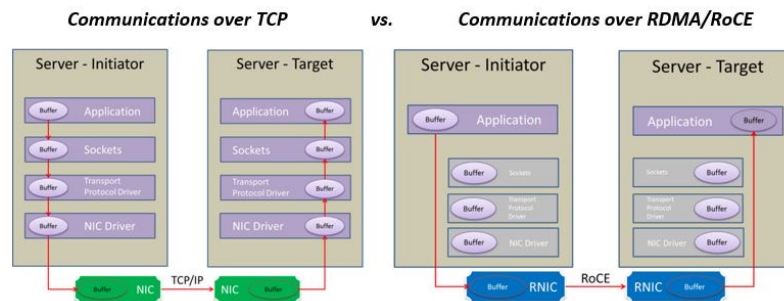 Communications over TCP vs. Communications over RDMA/RoCE
Server - Initiator
Buffer Application
Buffer Sockets
Buffer Transport
Protocol Driver
Buffer NIC Driver
Buffer NIC
TCP/IP
Server - Target
Application Buffer
Sockets Buffer
Transport
Protocol Driver Buffer
NIC Driver Buffer
NIC Buffer
Server - Initiator
Buffer Application
Buffer Sockets
Buffer Transport
Protocol
Driver
Buffer NIC Driver
Buffer RNIC
RoCE
Server - Target
Application Buffer
Sockets Buffer
Transport
Protocol
Driver Buffer
NIC Driver Buffer
RNIC Buffer